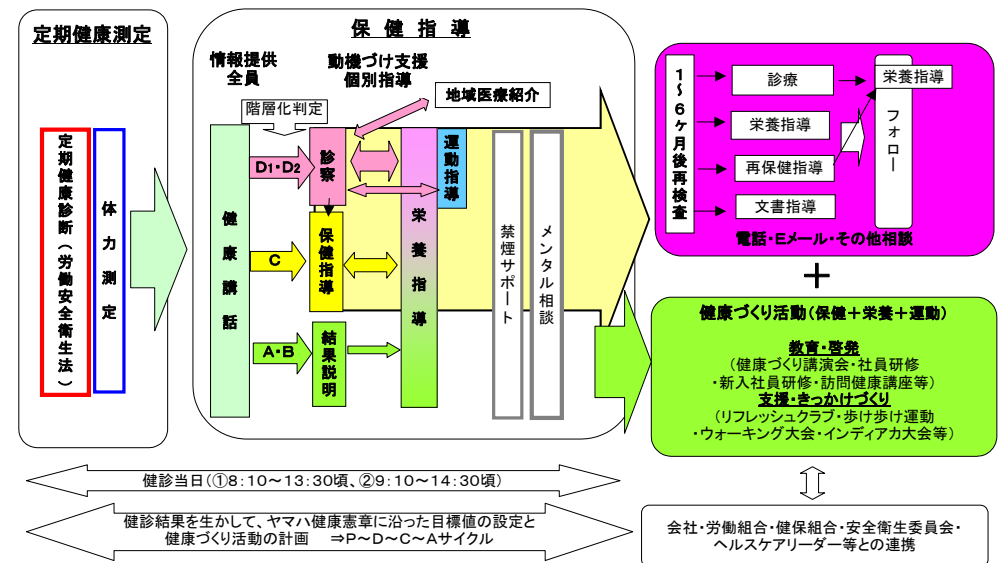 定期健康測定
定期健康診断(労働安全衛生法)
体力測定
保健指導
情報提供
全員
動機づけ支援
個別指導
階層化判定
地域医療紹介
健康講話
D1・D2
C
A・B
診察
保健指導
結果説明
栄養指導
運動指導
禁煙サポート
メンタル相談
1~6ヶ月後再検査
診療
栄養指導
再保健指導
文書指導
栄養指導
フォロー
電話・Eメール・その他相談
+
健康づくり活動(保健+栄養+運動)
教育・啓発
(健康づくり講演会・社員研修
・新入社員研修・訪問健康講座等)
支援・きっかけづくり
(リフレッシュクラブ・歩け歩け運動
・ウォーキング大会・インディアカ大会等)
健診当日(①8:10~13:30頃、②9:10~14:30頃)
健診結果を生かして、ヤマハ健康憲章に沿った目標値の設定と
健康づくり活動の計画 ⇒P~D~C~Aサイクル
会社・労働組合・健保組合・安全衛生委員会・
ヘルスケアリーダー等との連携